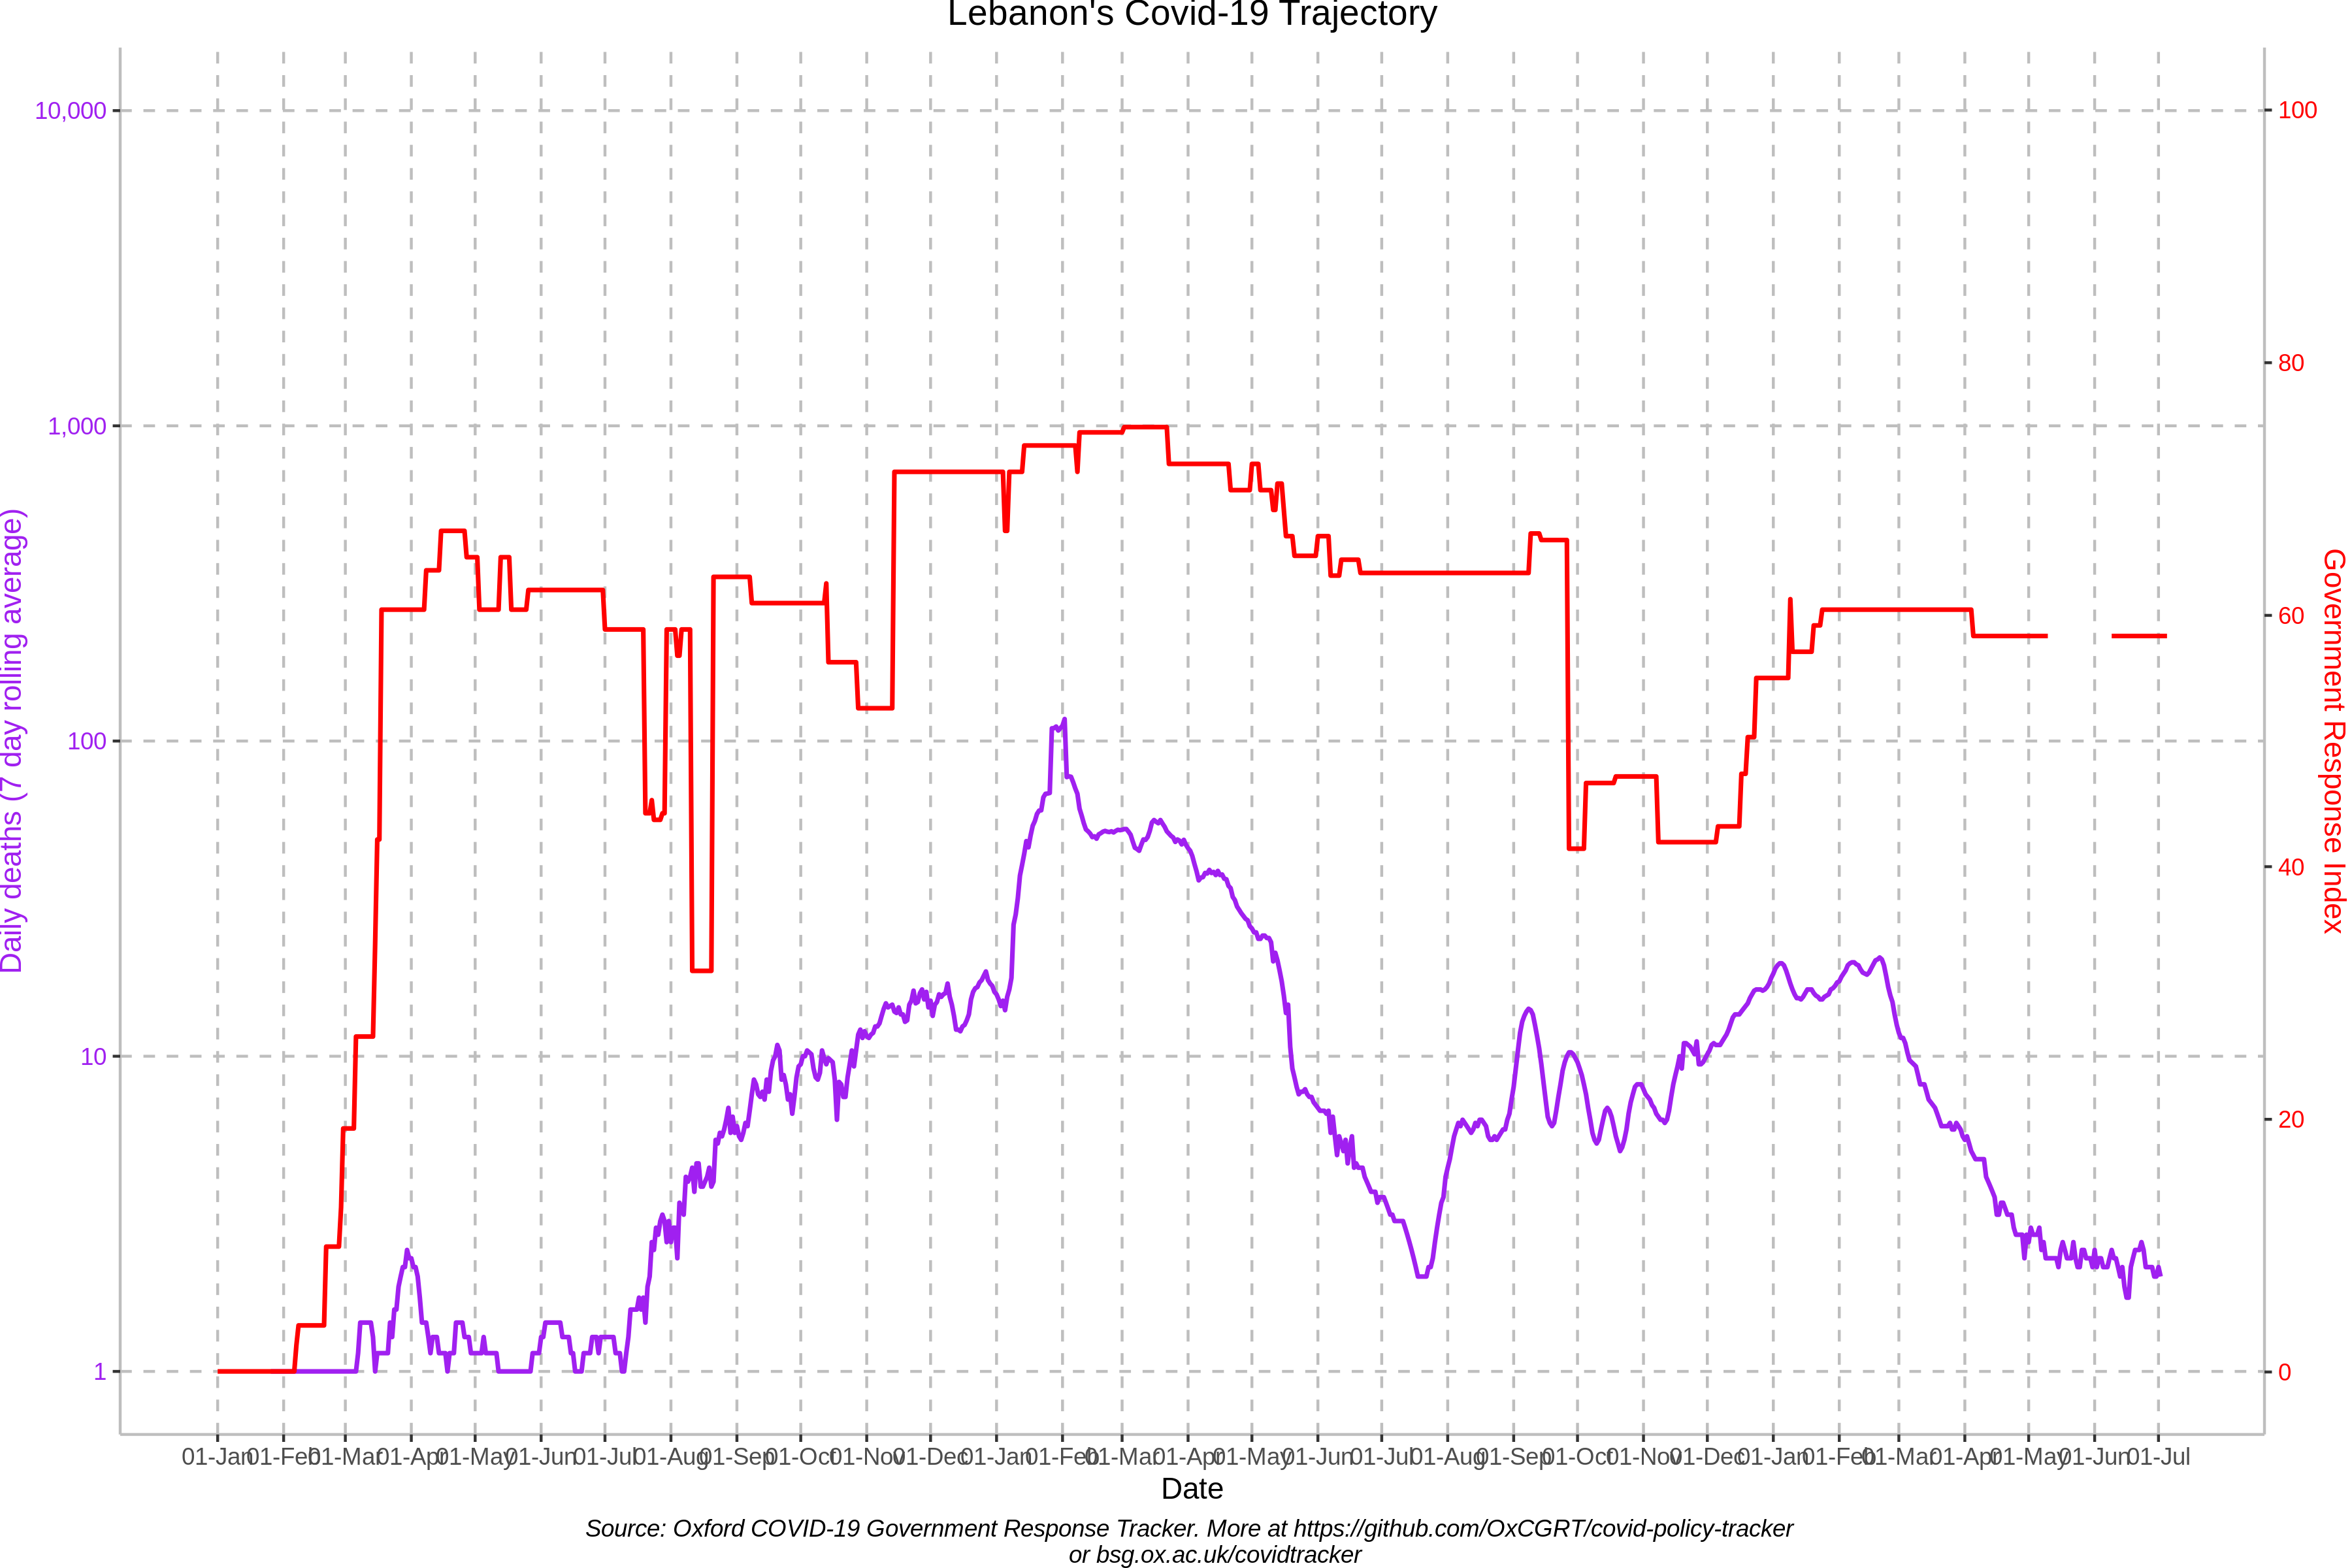 Lebanon's Covid-19 Trajectory
10,000
1,000
100
10
1
Daily deaths (7 day rolling average)
100
80
60
40
20
0
Government Response Index
01-Jan 01-Feb 01-Mar 01-Apr 01-May 01-Jun 01-Jul 01-Aug 01-Sep 01-Oct 01-Nov 01-Dec 01-Jan 01-Feb 01-Mar 01-Apr 01-May 01-Jun 01-Jul 01-Aug 01-Sep 01-Oct 01-Nov 01-Dec 01-Jan 01-Feb 01-Mar 01-Apr 01-May 01-Jun 01-Jul
Date
Source: Oxford COVID-19 Government Response Tracker. More at https://github.com/OxCGRT/covid-policy-tracker
or bsg.ox.ac.uk/covidtracker